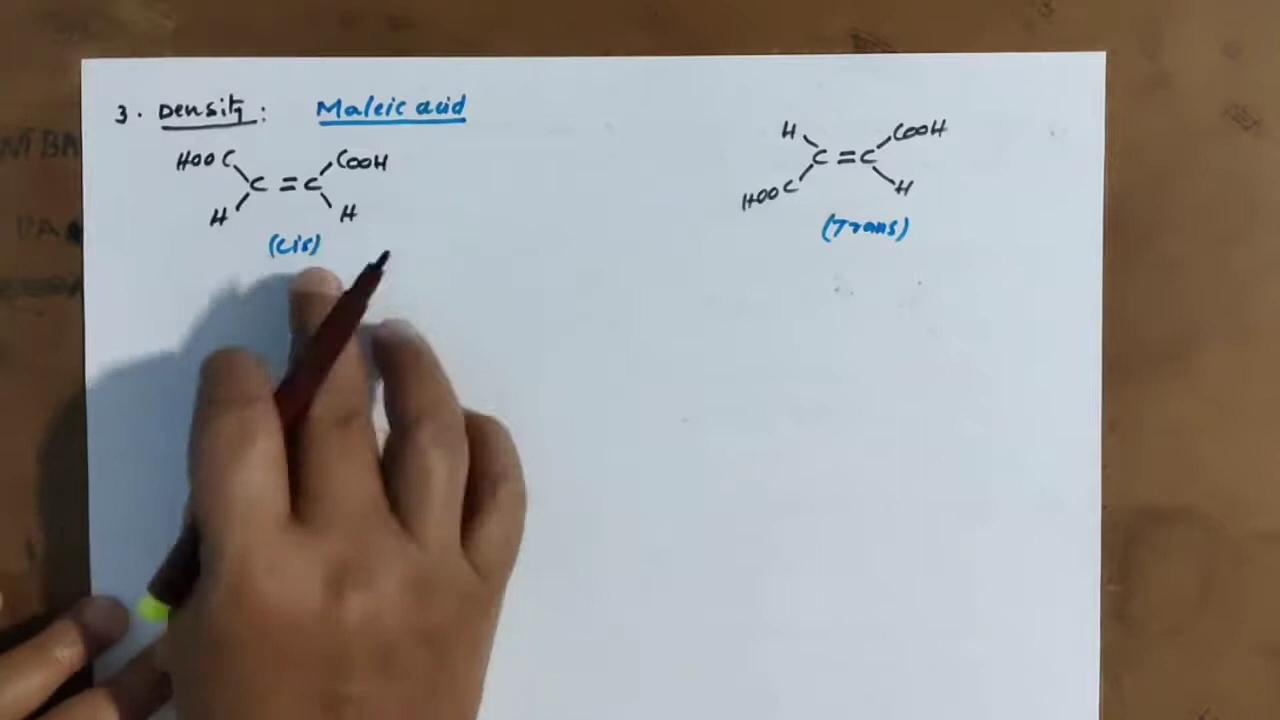 3. Density: Maleic acid
HOOC COOH
C = C
H H
(Cis)
H COOH
C = C
HOOC H
(Trans)